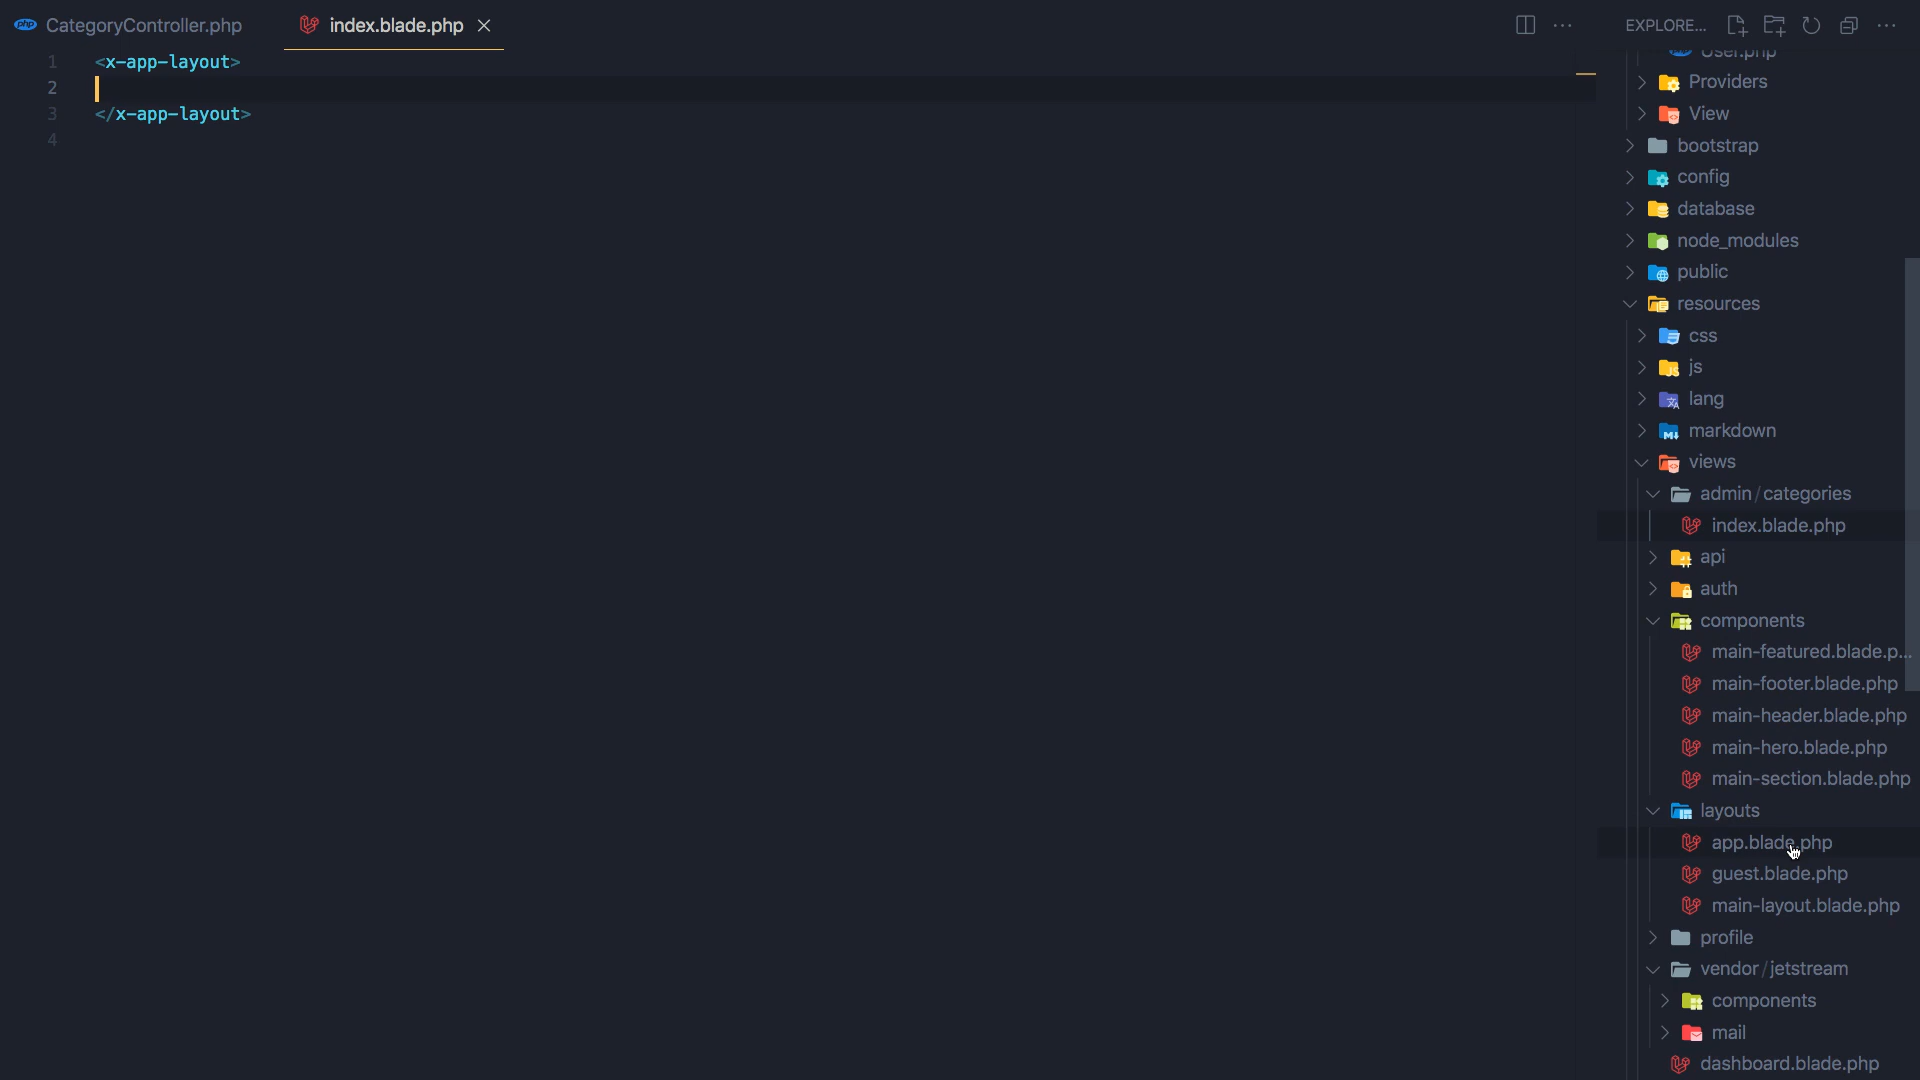 php CategoryController.php
index.blade.php
EXPLORE...
1 <x-app-layout>
2
3 </x-app-layout>
4
User.php
Providers
View
bootstrap
config
database
node_modules
public
resources
css
js
lang
markdown
views
admin / categories
index.blade.php
api
auth
components
main-featured.blade.p...
main-footer.blade.php
main-header.blade.php
main-hero.blade.php
main-section.blade.php
layouts
app.blade.php
guest.blade.php
main-layout.blade.php
profile
vendor / jetstream
components
mail
dashboard.blade.php